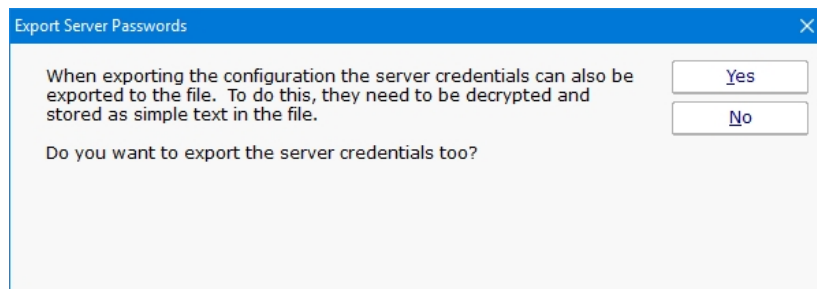 Export Server Passwords
When exporting the configuration the server credentials can also be
exported to the file.  To do this, they need to be decrypted and
stored as simple text in the file.
Do you want to export the server credentials too?
Yes
No